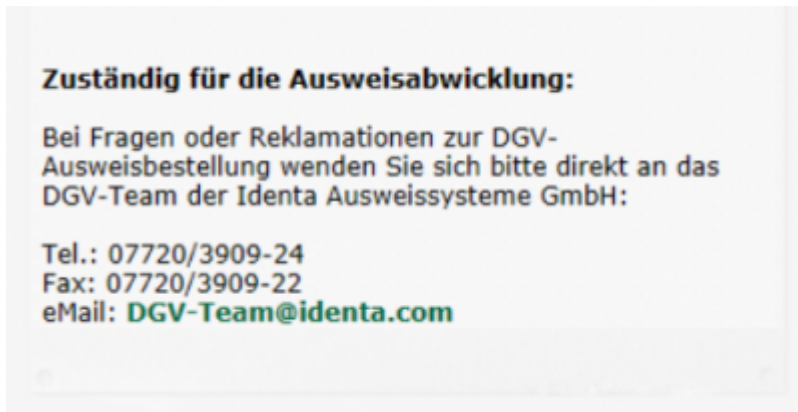 Zuständig für die Ausweisabwicklung:
Bei Fragen oder Reklamationen zur DGV-
Ausweisbestellung wenden Sie sich bitte direkt an das
DGV-Team der Identa Ausweissysteme GmbH:
Tel.: 07720/3909-24
Fax: 07720/3909-22
eMail: DGV-Team@identa.com